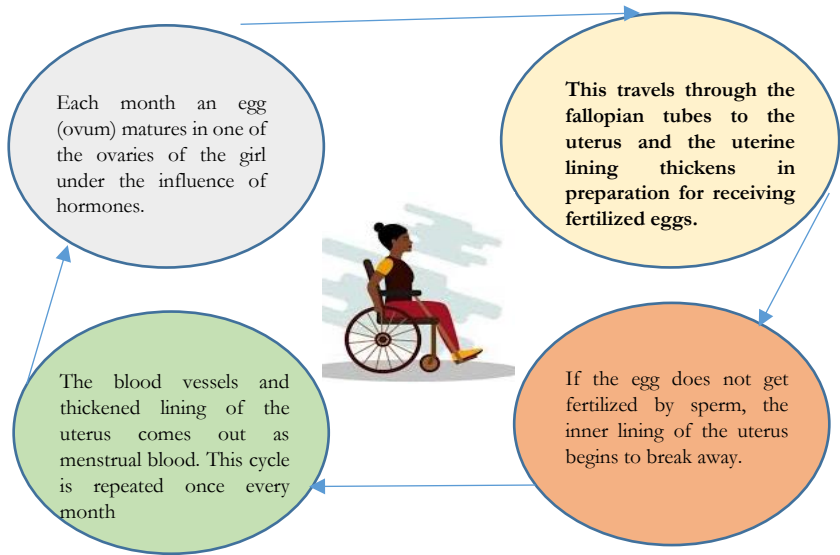 Each month an egg
(ovum) matures in one of
the ovaries of the girl
under the influence of
hormones.
This travels through the
fallopian tubes to the
uterus and the uterine
lining thickens in
preparation for receiving
fertilized eggs.
If the egg does not get
fertilized by sperm, the
inner lining of the uterus
begins to break away.
The blood vessels and
thickened lining of the
uterus comes out as
menstrual blood. This cycle
is repeated once every
month